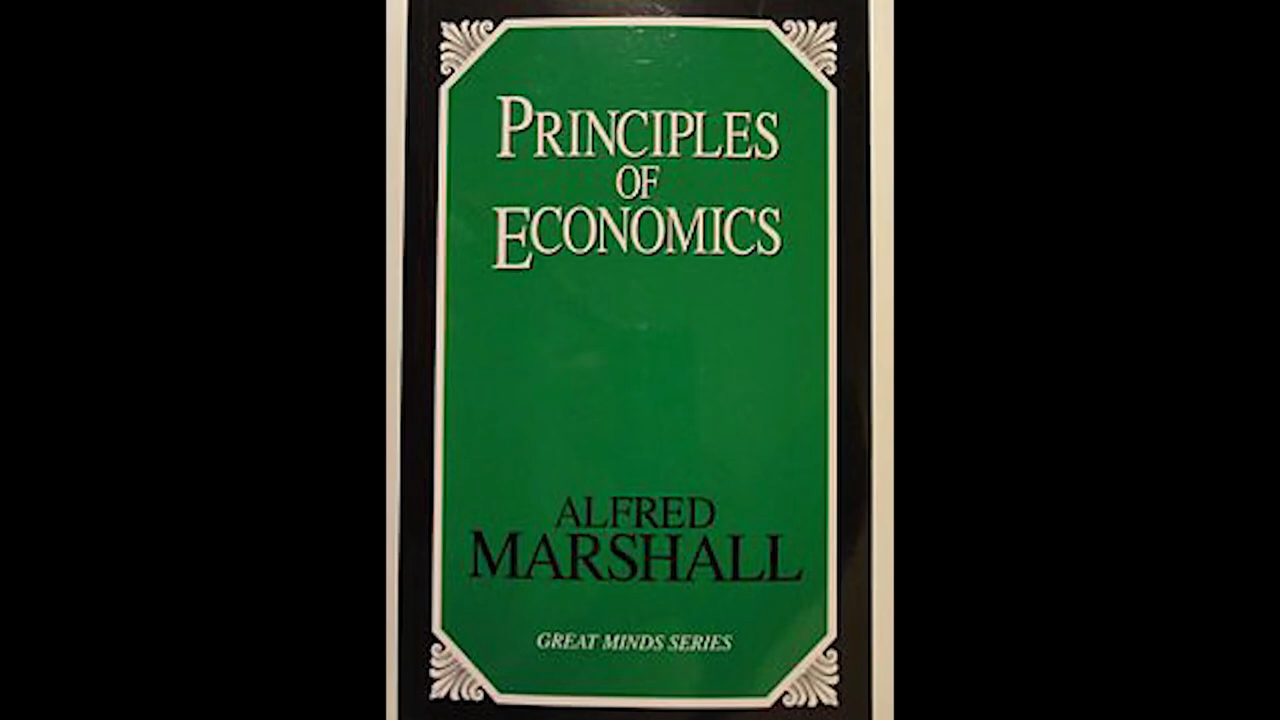 PRINCIPLES
OF
ECONOMICS
ALFRED
MARSHALL
GREAT MINDS SERIES